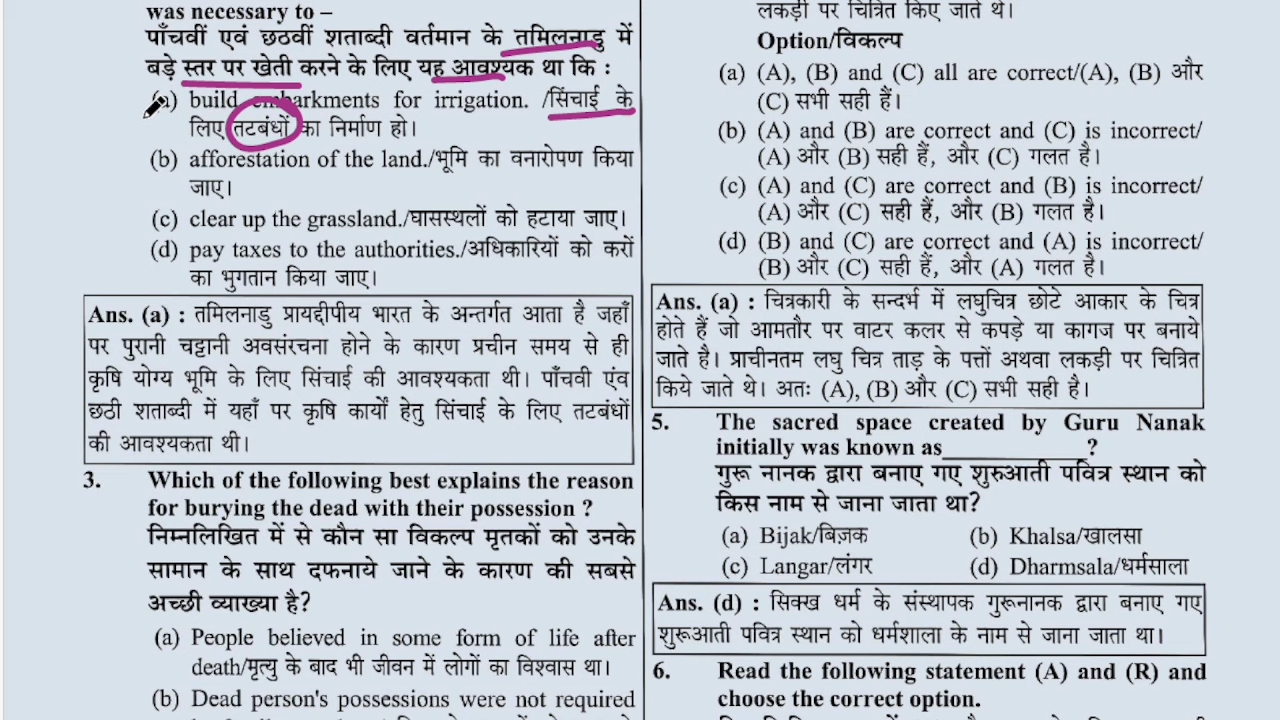 was necessary to –
पाँचवीं एवं छठवीं शताब्दी वर्तमान के तमिलनाडु में
बड़े स्तर पर खेती करने के लिए यह आवश्यक था कि :
(a) build embarkments for irrigation. /सिंचाई के
लिए तटबंधों का निर्माण हो।
(b) afforestation of the land./भूमि का वनारोपण किया
जाए।
(c) clear up the grassland./घासस्थलों को हटाया जाए।
(d) pay taxes to the authorities./अधिकारियों को करों
का भुगतान किया जाए।
Ans. (a) : तमिलनाडु प्रायद्दीपीय भारत के अन्तर्गत आता है जहाँ
पर पुरानी चट्टानी अवसंरचना होने के कारण प्रचीन समय से ही
कृषि योग्य भूमि के लिए सिंचाई की आवश्यकता थी। पाँचवी एंव
छठी शताब्दी में यहाँ पर कृषि कार्यों हेतु सिंचाई के लिए तटबंधों
की आवश्यकता थी।
3. Which of the following best explains the reason
for burying the dead with their possession ?
निम्नलिखित में से कौन सा विकल्प मृतकों को उनके
सामान के साथ दफनाये जाने के कारण की सबसे
अच्छी व्याख्या है?
(a) People believed in some form of life after
death/मृत्यु के बाद भी जीवन में लोगों का विश्वास था।
(b) Dead person's possessions were not required
लकड़ी पर चित्रित किए जाते थे।
Option/विकल्प
(a) (A), (B) and (C) all are correct/(A), (B) और
(C) सभी सही हैं।
(b) (A) and (B) are correct and (C) is incorrect/
(A) और (B) सही हैं, और (C) गलत है।
(c) (A) and (C) are correct and (B) is incorrect/
(A) और (C) सही हैं, और (B) गलत है।
(d) (B) and (C) are correct and (A) is incorrect/
(B) और (C) सही हैं, और (A) गलत है।
Ans. (a) : चित्रकारी के सन्दर्भ में लघुचित्र छोटे आकार के चित्र
होते हैं जो आमतौर पर वाटर कलर से कपड़े या कागज पर बनाये
जाते है। प्राचीनतम लघु चित्र ताड़ के पत्तों अथवा लकड़ी पर चित्रित
किये जाते थे। अतः (A), (B) और (C) सभी सही है।
5. The sacred space created by Guru Nanak
initially was known as____________?
गुरू नानक द्वारा बनाए गए शुरुआती पवित्र स्थान को
किस नाम से जाना जाता था?
(a) Bijak/बिज़क (b) Khalsa/खालसा
(c) Langar/लंगर (d) Dharmsala/धर्मसाला
Ans. (d) : सिक्ख धर्म के संस्थापक गुरूनानक द्वारा बनाए गए
शुरूआती पवित्र स्थान को धर्मशाला के नाम से जाना जाता था।
6. Read the following statement (A) and (R) and
choose the correct option.